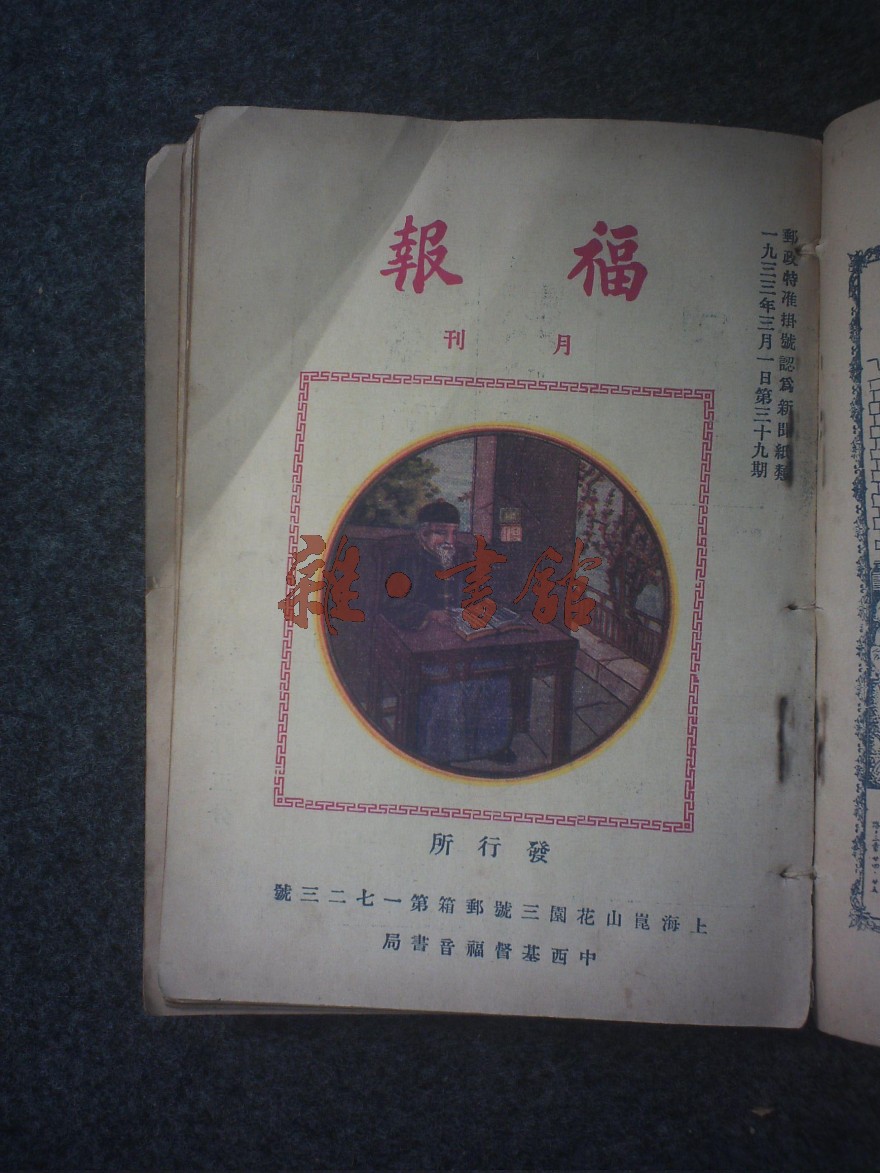 郵政特准掛號認爲新聞紙類
一九三三年三月一日第三十九期
福報
月刊
雜·書館
發行所
上海崑山花園三號郵箱第一七二三號
中西基督福音書局